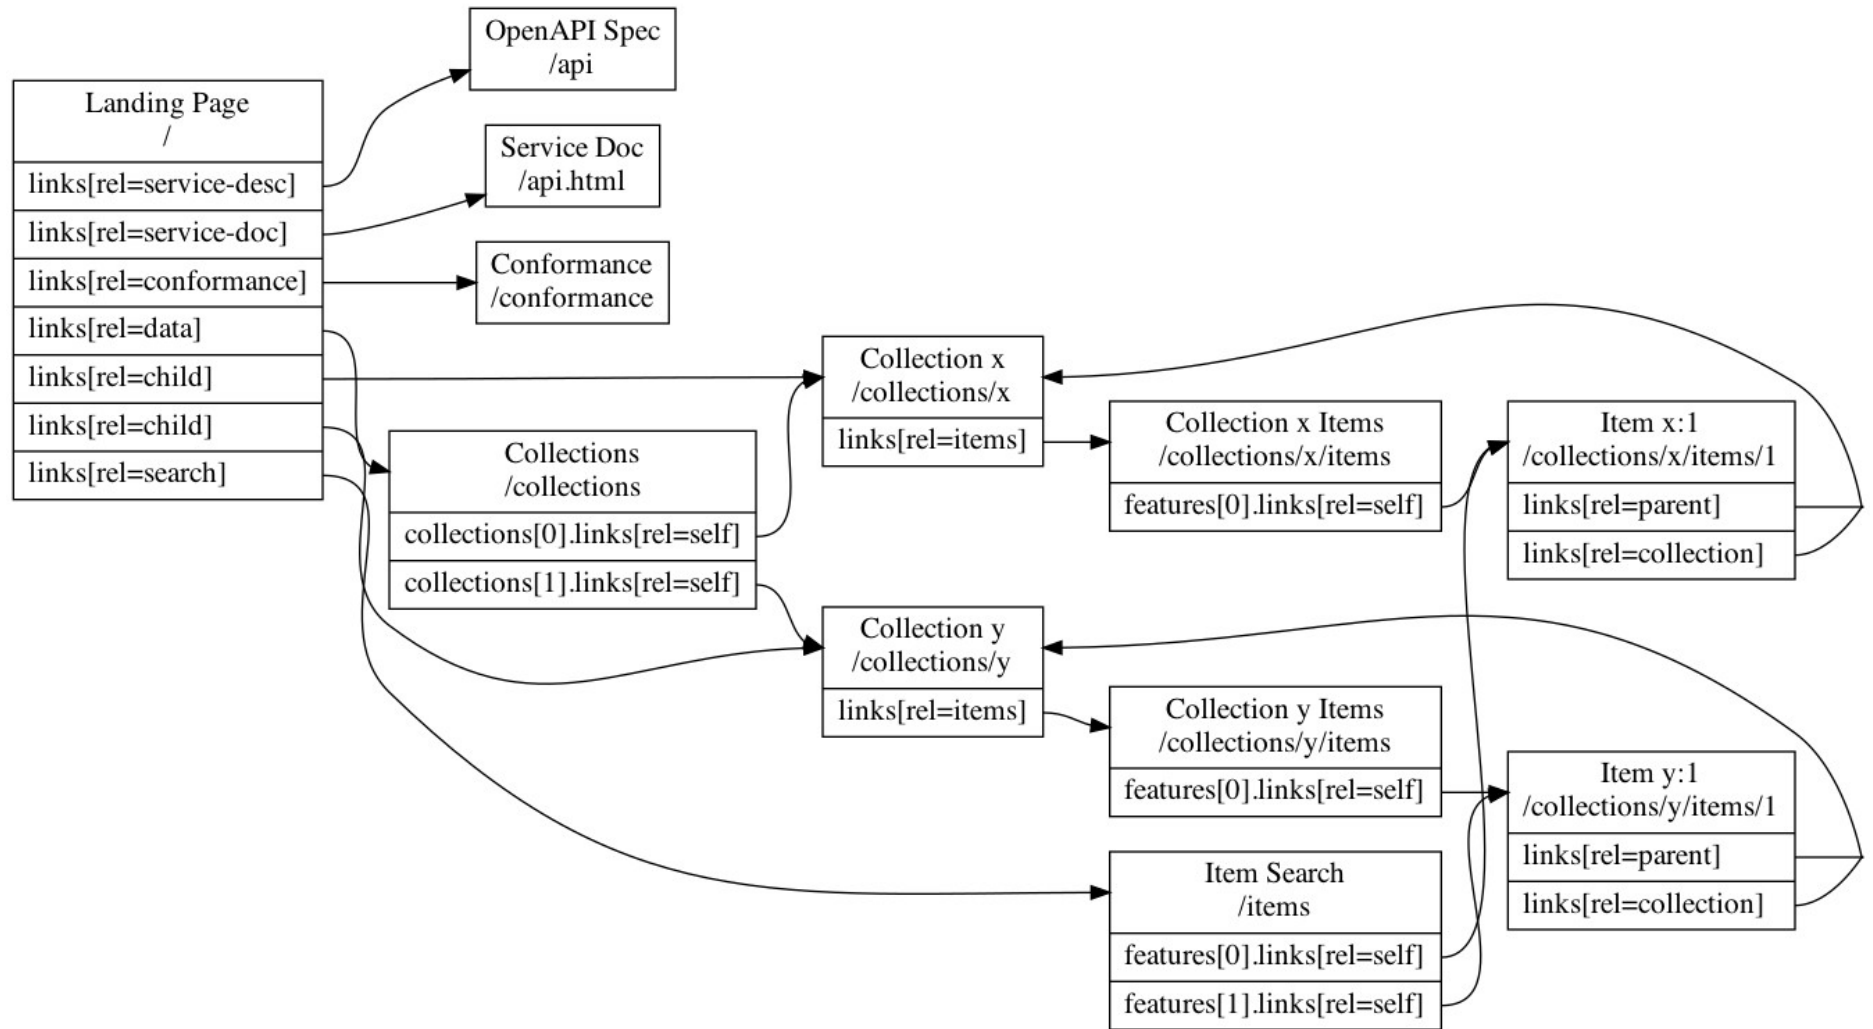 OpenAPI Spec
/api
Landing Page
/
links[rel=service-desc]
links[rel=service-doc]
links[rel=conformance]
links[rel=data]
links[rel=child]
links[rel=child]
links[rel=search]
Service Doc
/api.html
Conformance
/conformance
Collections
/collections
collections[0].links[rel=self]
collections[1].links[rel=self]
Collection x
/collections/x
links[rel=items]
Collection x Items
/collections/x/items
features[0].links[rel=self]
Item x:1
/collections/x/items/1
links[rel=parent]
links[rel=collection]
Collection y
/collections/y
links[rel=items]
Collection y Items
/collections/y/items
features[0].links[rel=self]
Item y:1
/collections/y/items/1
links[rel=parent]
links[rel=collection]
Item Search
/items
features[0].links[rel=self]
features[1].links[rel=self]